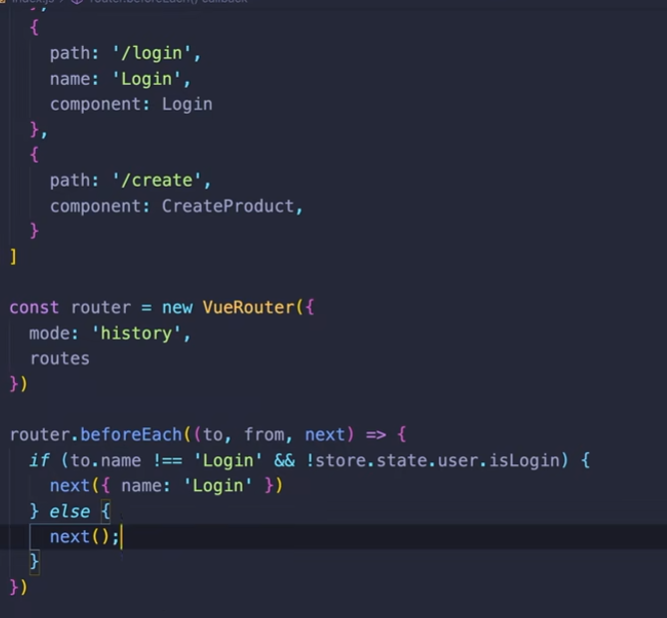 index.js > router.beforeEach() callback
},
{
path: '/login',
name: 'Login',
component: Login
},
{
path: '/create',
component: CreateProduct,
}
]
const router = new VueRouter({
mode: 'history',
routes
})
router.beforeEach((to, from, next) => {
if (to.name !== 'Login' && !store.state.user.isLogin) {
next({ name: 'Login' })
} else {
next();
}
})